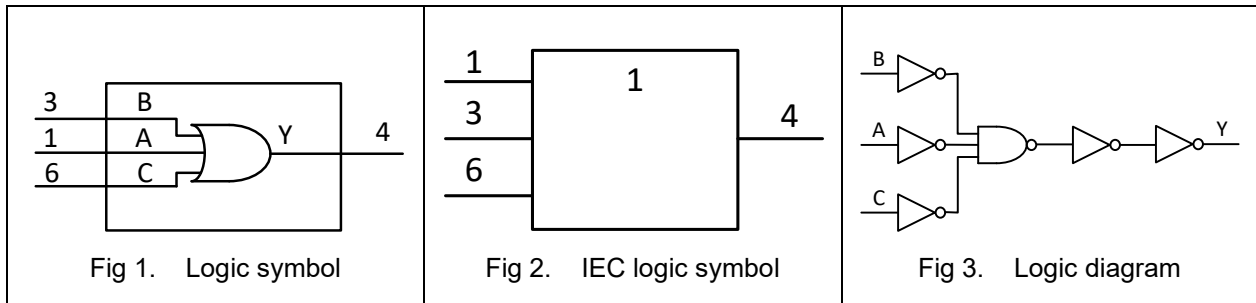 3 B
1 A Y 4
6 C
Fig 1. Logic symbol
1
1
3
4
6
Fig 2. IEC logic symbol
B
A Y
C
Fig 3. Logic diagram